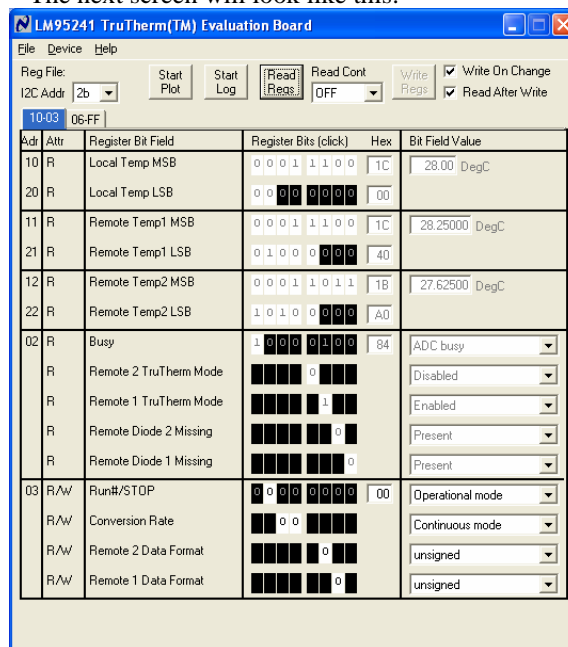 The next screen will look like this:
LM95241 TruTherm(TM) Evaluation Board
File Device Help
Reg File:
I2C Addr 2b
Start Plot
Start Log
Read Regs
Read Cont
OFF
Write Regs
Write On Change
Read After Write
10-03 06-FF
Adr Attr Register Bit Field Register Bits (click) Hex Bit Field Value
10 R Local Temp MSB 0 0 0 1 1 1 0 0 1C 28.00 DegC
20 R Local Temp LSB 0 0 0 0 0 0 0 0 00
11 R Remote Temp1 MSB 0 0 0 1 1 1 0 0 1C 28.25000 DegC
21 R Remote Temp1 LSB 0 1 0 0 0 0 0 0 40
12 R Remote Temp2 MSB 0 0 0 1 1 0 1 1 1B 27.62500 DegC
22 R Remote Temp2 LSB 1 0 1 0 0 0 0 0 A0
02 R Busy 1 0 0 0 0 1 0 0 84 ADC busy
R Remote 2 TruTherm Mode 0 Disabled
R Remote 1 TruTherm Mode 1 Enabled
R Remote Diode 2 Missing 0 Present
R Remote Diode 1 Missing 0 Present
03 R/W Run#/STOP 0 0 0 0 0 0 0 0 00 Operational mode
R/W Conversion Rate 0 0 Continuous mode
R/W Remote 2 Data Format 0 unsigned
R/W Remote 1 Data Format 0 unsigned